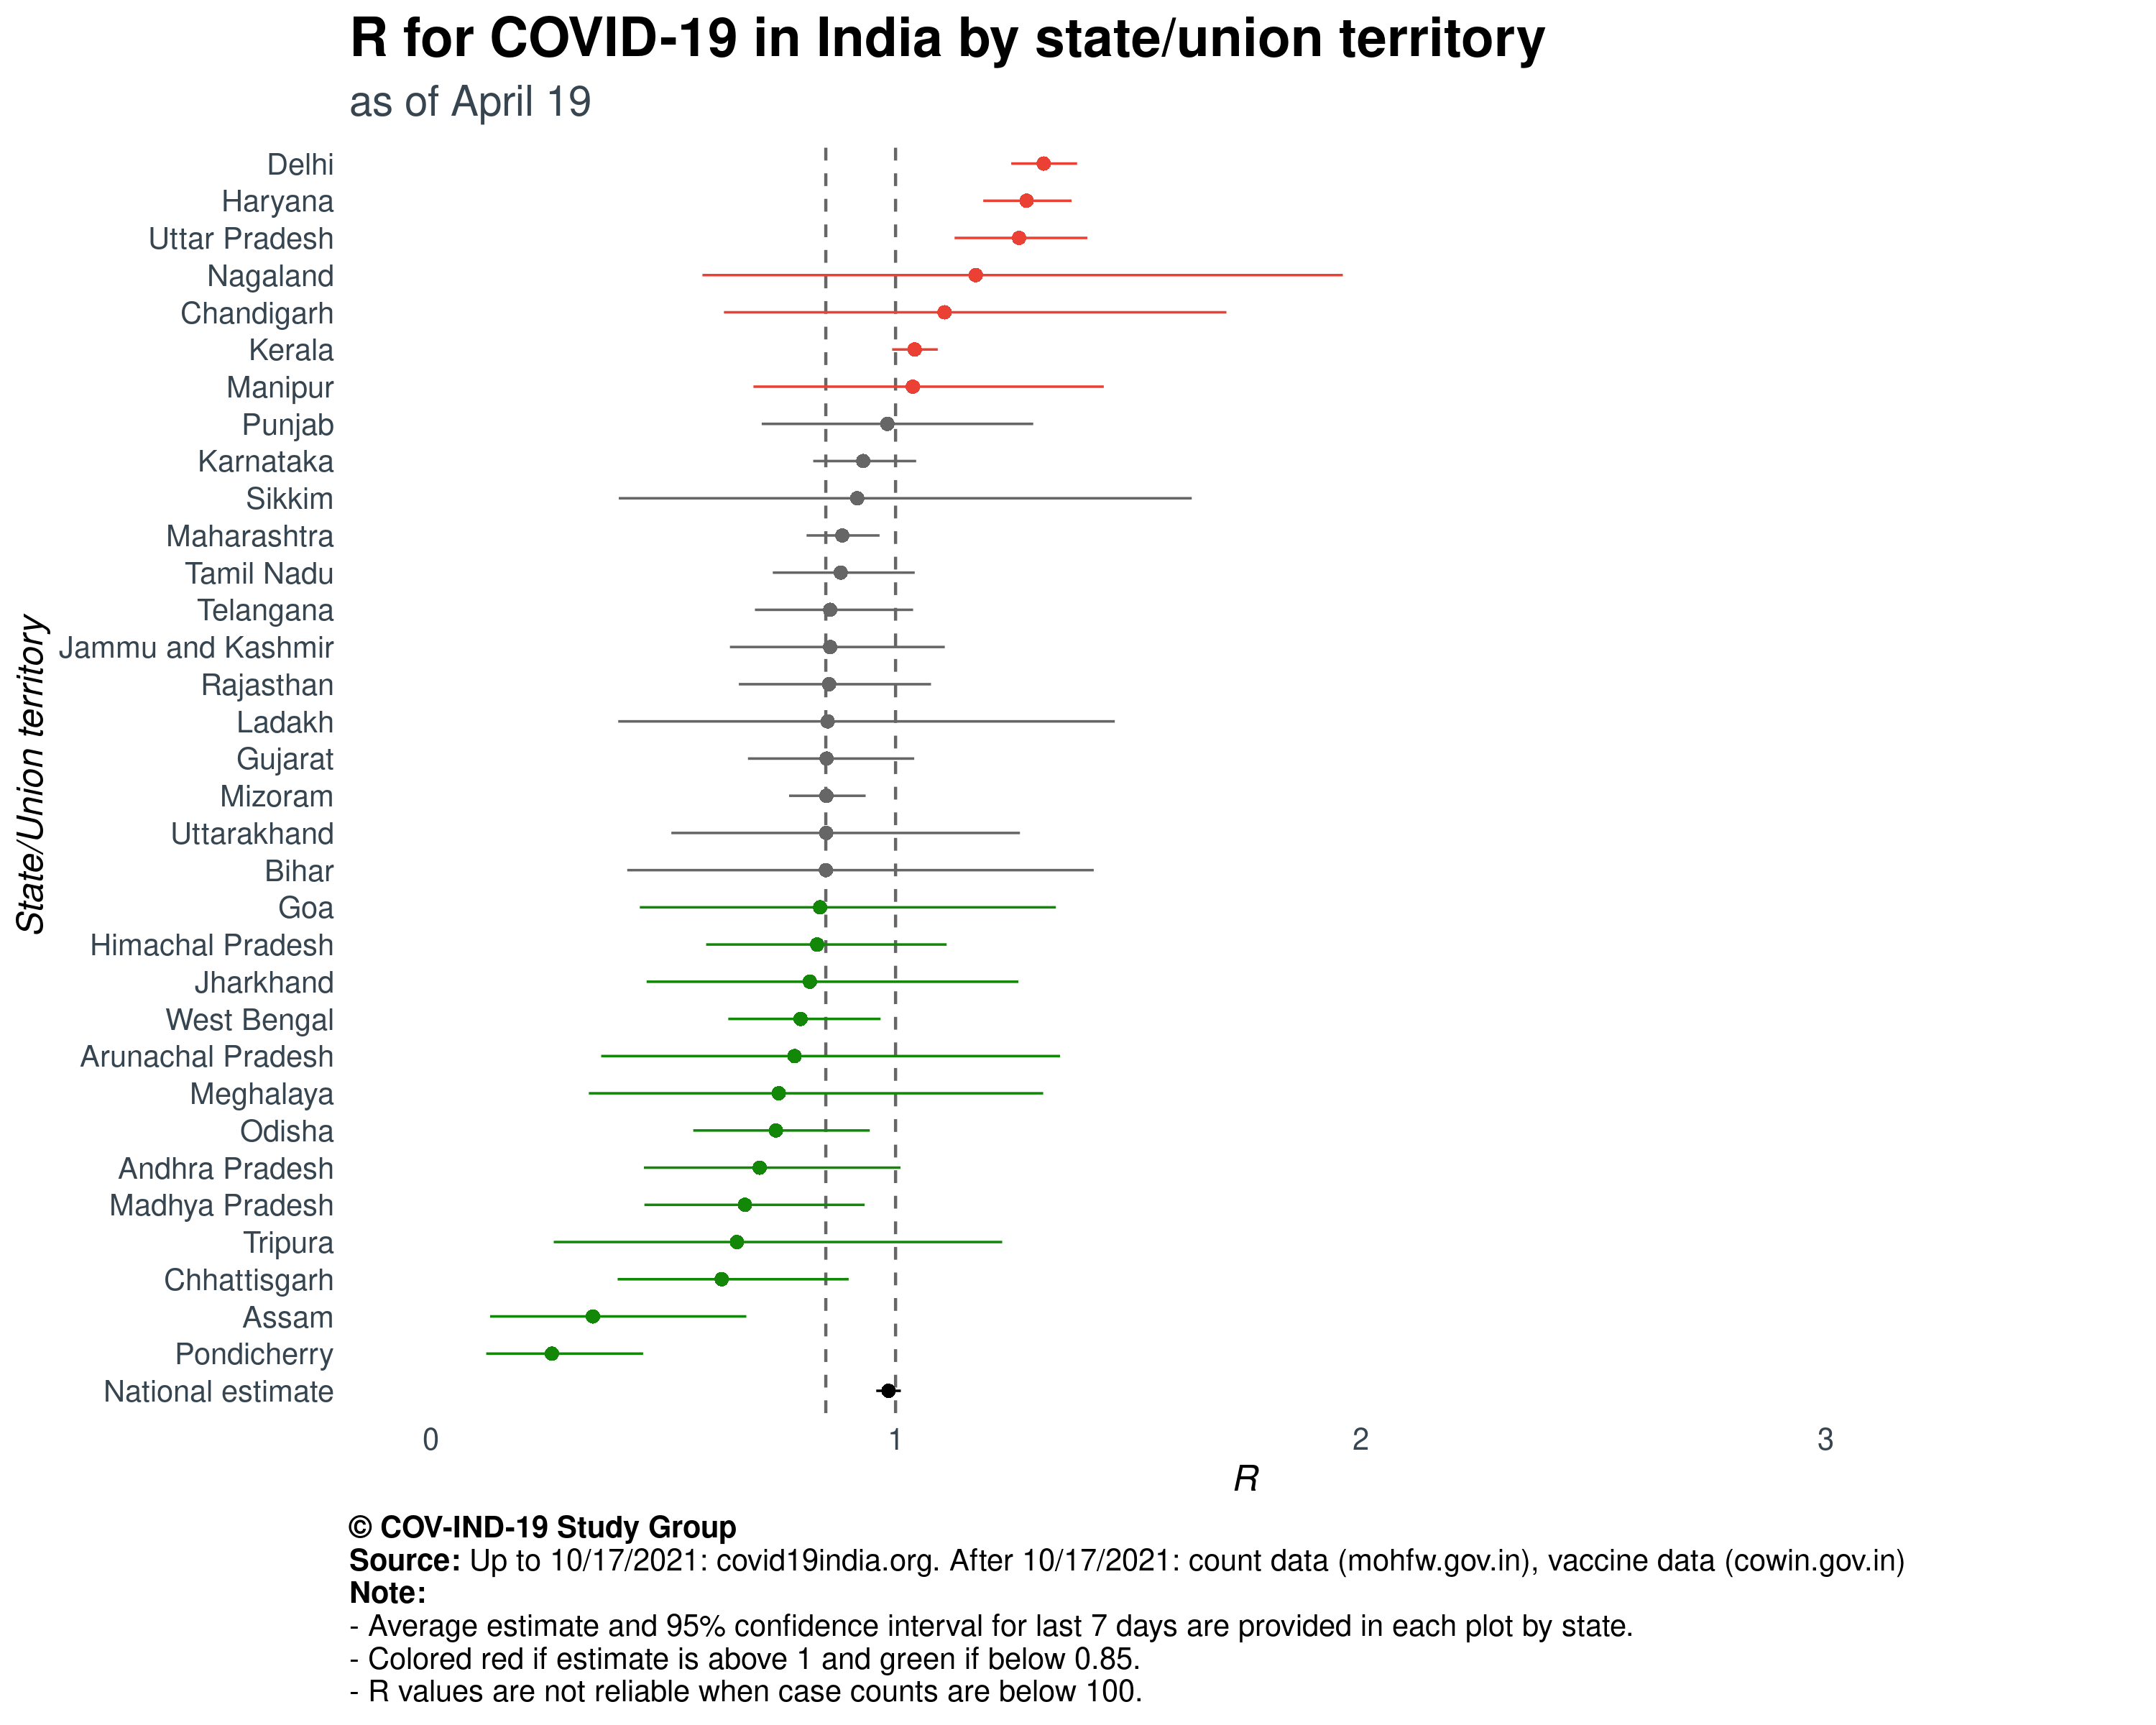 R for COVID-19 in India by state/union territory
as of April 19
State/Union territory
Delhi
Haryana
Uttar Pradesh
Nagaland
Chandigarh
Kerala
Manipur
Punjab
Karnataka
Sikkim
Maharashtra
Tamil Nadu
Telangana
Jammu and Kashmir
Rajasthan
Ladakh
Gujarat
Mizoram
Uttarakhand
Bihar
Goa
Himachal Pradesh
Jharkhand
West Bengal
Arunachal Pradesh
Meghalaya
Odisha
Andhra Pradesh
Madhya Pradesh
Tripura
Chhattisgarh
Assam
Pondicherry
National estimate
0 1 2 3
R
© COV-IND-19 Study Group
Source: Up to 10/17/2021: covid19india.org. After 10/17/2021: count data (mohfw.gov.in), vaccine data (cowin.gov.in)
Note:
- Average estimate and 95% confidence interval for last 7 days are provided in each plot by state.
- Colored red if estimate is above 1 and green if below 0.85.
- R values are not reliable when case counts are below 100.